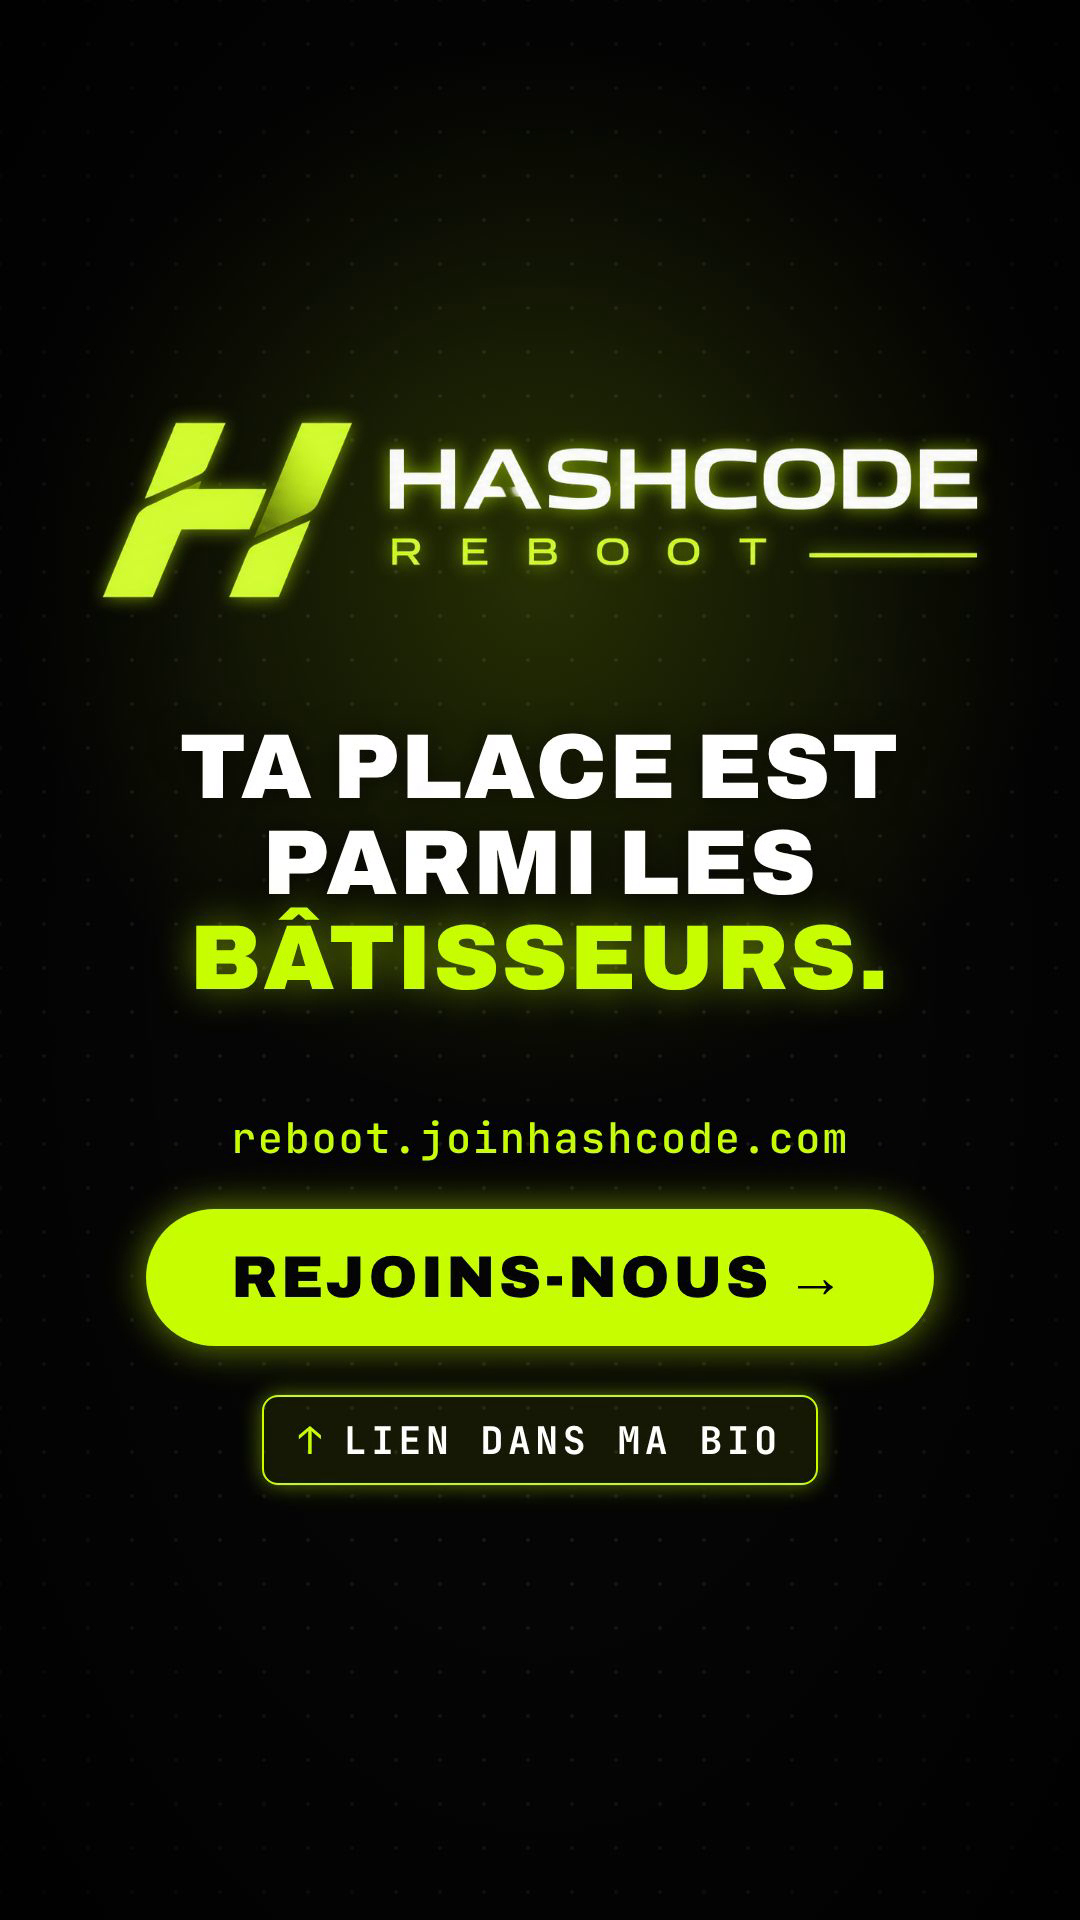 HASHCODE
REBOOT
TA PLACE EST
PARMI LES
BÂTISSEURS.
reboot.joinhashcode.com
REJOINS-NOUS →
↑ LIEN DANS MA BIO